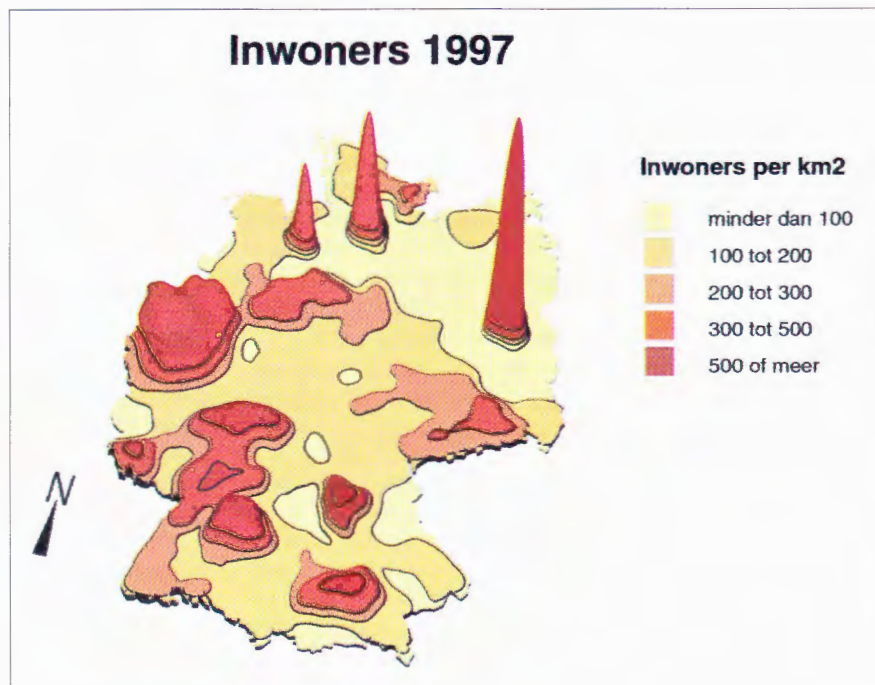 Inwoners 1997
Inwoners per km2
minder dan 100
100 tot 200
200 tot 300
300 tot 500
500 of meer
N